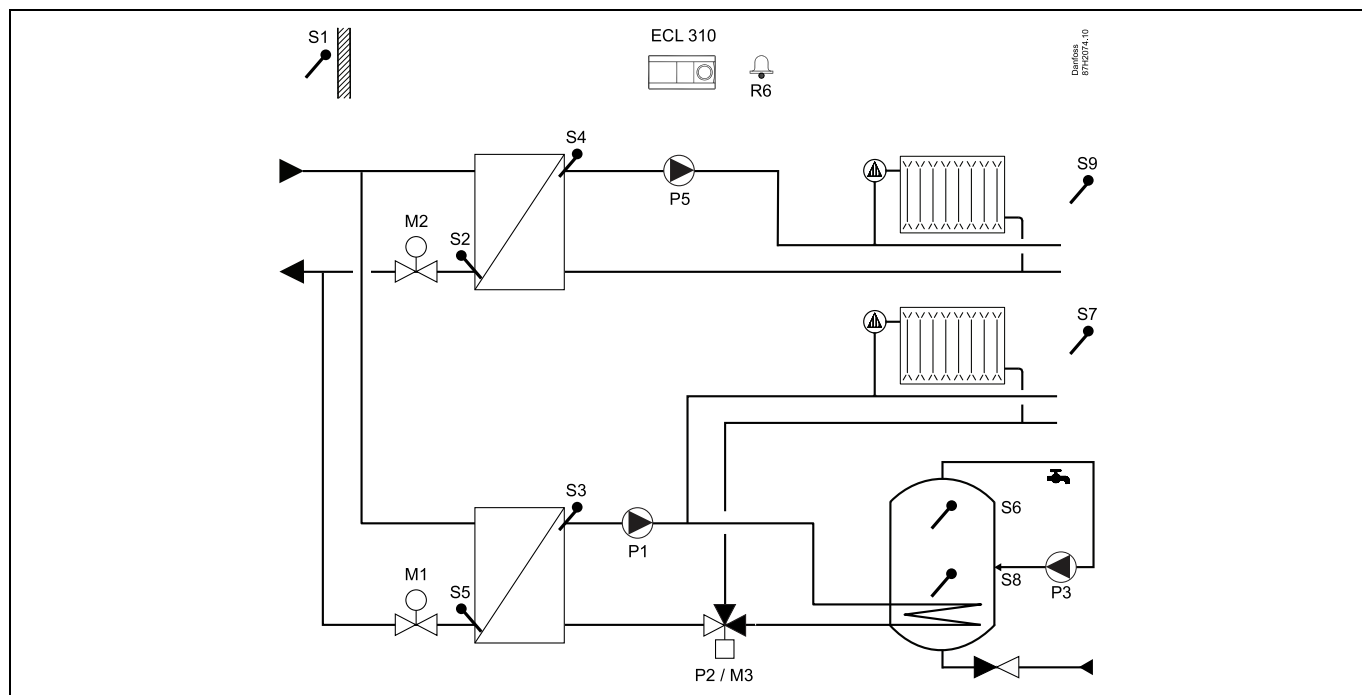 S1
ECL 310
R6
Danfoss
87H2074.10
S4
P5
S9
M2
S2
S7
S3
P1
S6
M1
S5
S8
P3
P2 / M3